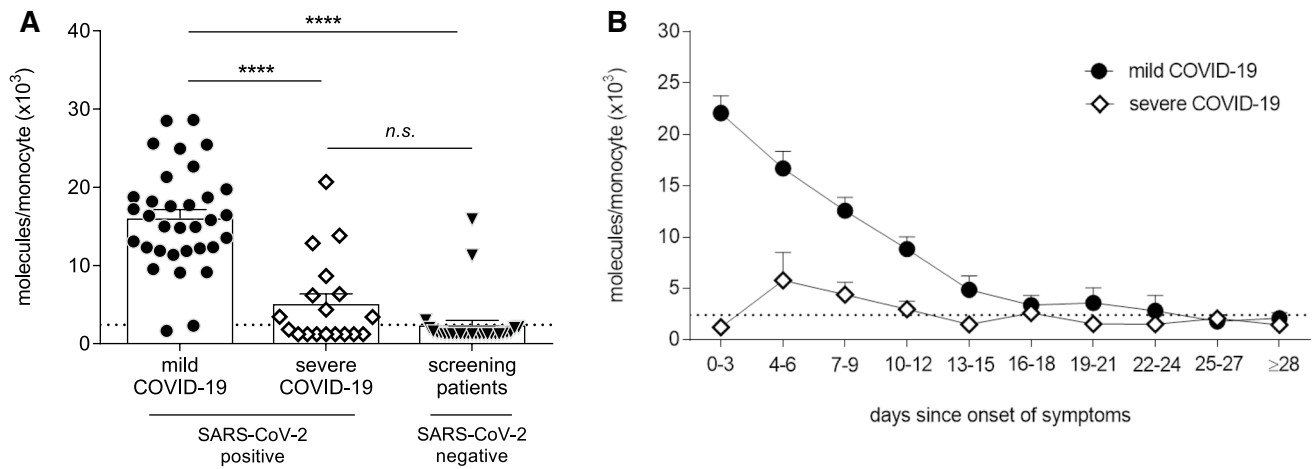 A
molecules/monocyte (x10³)
40
30
20
10
0
****
****
n.s.
mild
COVID-19
severe
COVID-19
screening
patients
SARS-CoV-2
positive
SARS-CoV-2
negative
B
molecules/monocyte (x10³)
30
25
20
15
10
5
0
mild COVID-19
severe COVID-19
0-3 4-6 7-9 10-12 13-15 16-18 19-21 22-24 25-27 ≥28
days since onset of symptoms